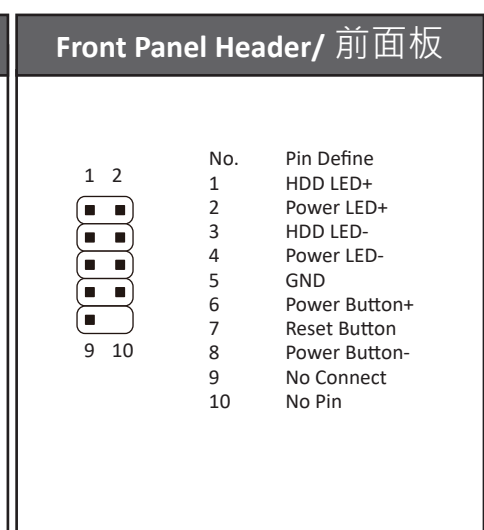 Front Panel Header/ 前面板
1 2
9 10
No. Pin Define
1 HDD LED+
2 Power LED+
3 HDD LED-
4 Power LED-
5 GND
6 Power Button+
7 Reset Button
8 Power Button-
9 No Connect
10 No Pin